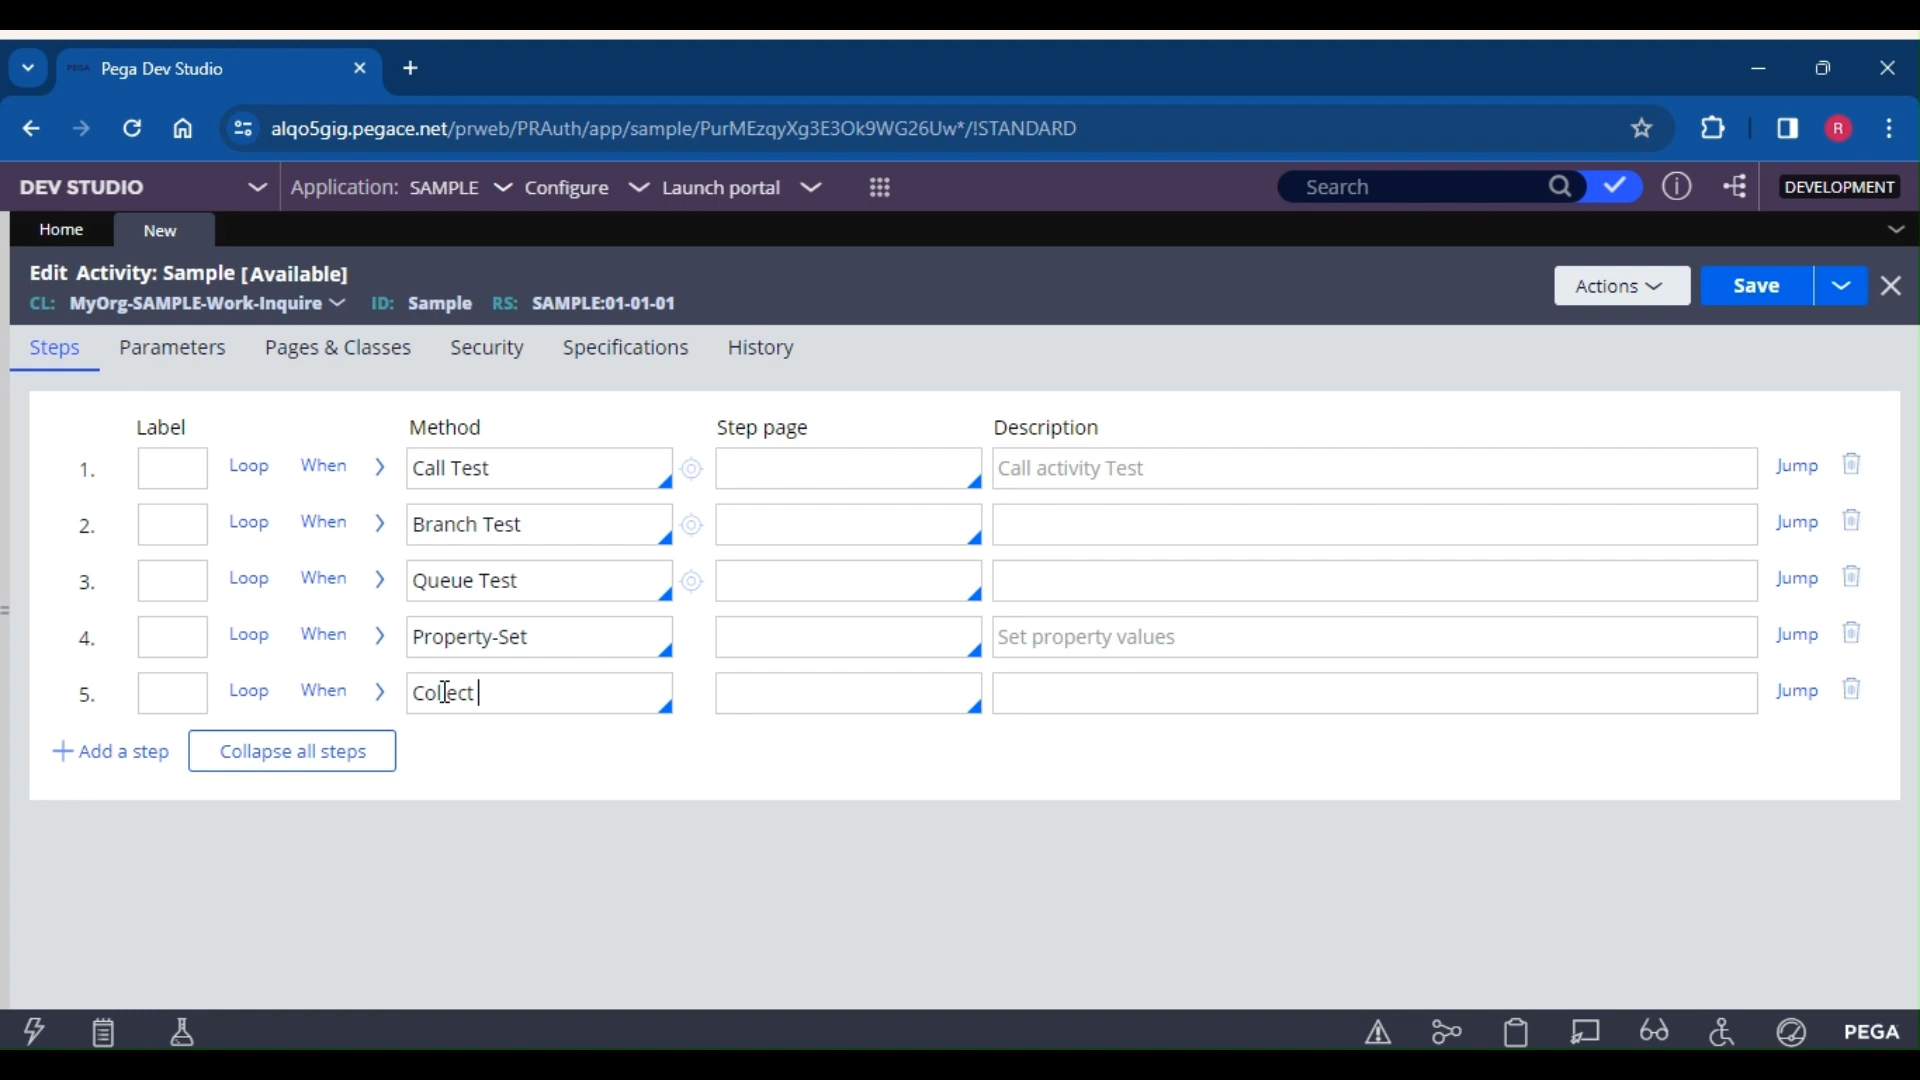 Pega Dev Studio
alqo5gig.pegace.net/prweb/PRAuth/app/sample/PurMEzqyXg3E3Ok9WG26Uw*/!STANDARD
R
DEV STUDIO Application: SAMPLE Configure Launch portal Search DEVELOPMENT
Home New
Edit Activity: Sample [Available]
Actions Save
CL: MyOrg-SAMPLE-Work-Inquire ID: Sample RS: SAMPLE:01-01-01
Steps Parameters Pages & Classes Security Specifications History
Label Method Step page Description
1. Loop When Call Test Call activity Test Jump
2. Loop When Branch Test Jump
3. Loop When Queue Test Jump
4. Loop When Property-Set Set property values Jump
5. Loop When Collect Jump
Add a step Collapse all steps
PEGA